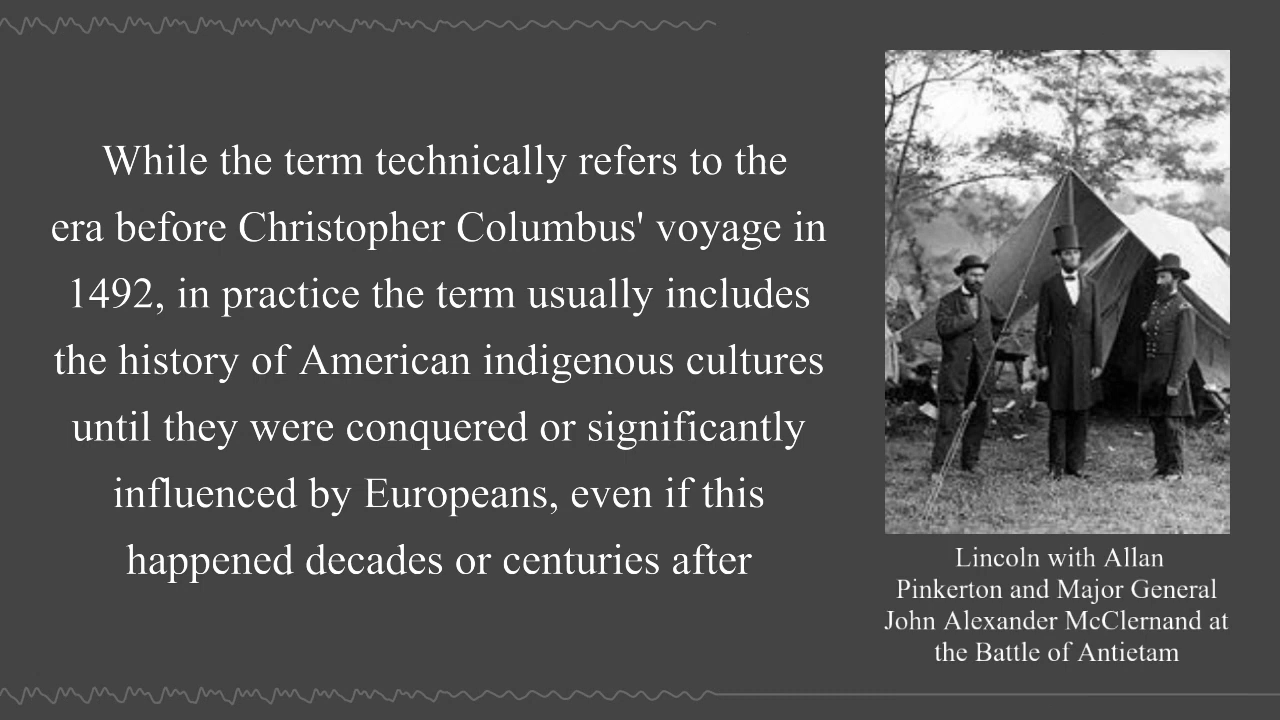 While the term technically refers to the
era before Christopher Columbus' voyage in
1492, in practice the term usually includes
the history of American indigenous cultures
until they were conquered or significantly
influenced by Europeans, even if this
happened decades or centuries after
Lincoln with Allan
Pinkerton and Major General
John Alexander McClernand at
the Battle of Antietam